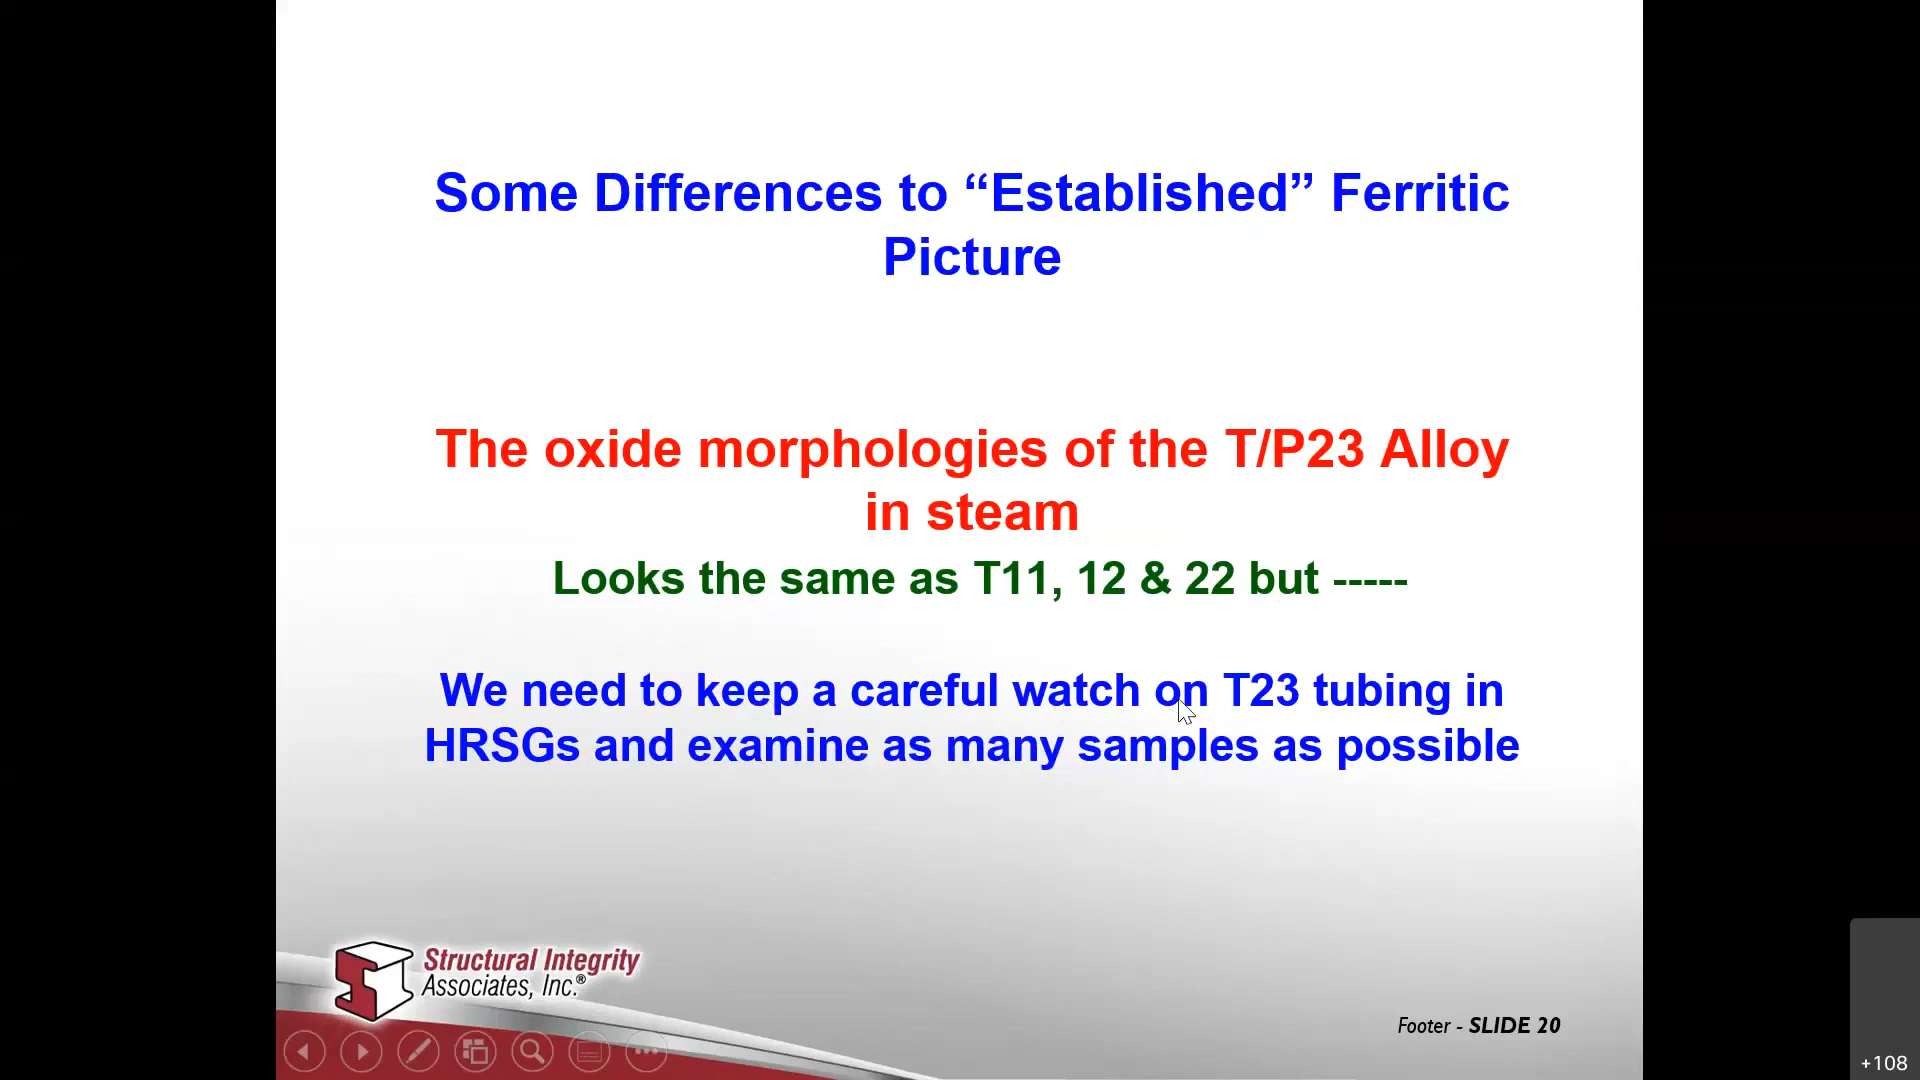 Some Differences to “Established” Ferritic
Picture
The oxide morphologies of the T/P23 Alloy
in steam
Looks the same as T11, 12 & 22 but -----
We need to keep a careful watch on T23 tubing in
HRSGs and examine as many samples as possible
Structural Integrity
Associates, Inc.®
Footer - SLIDE 20
+108